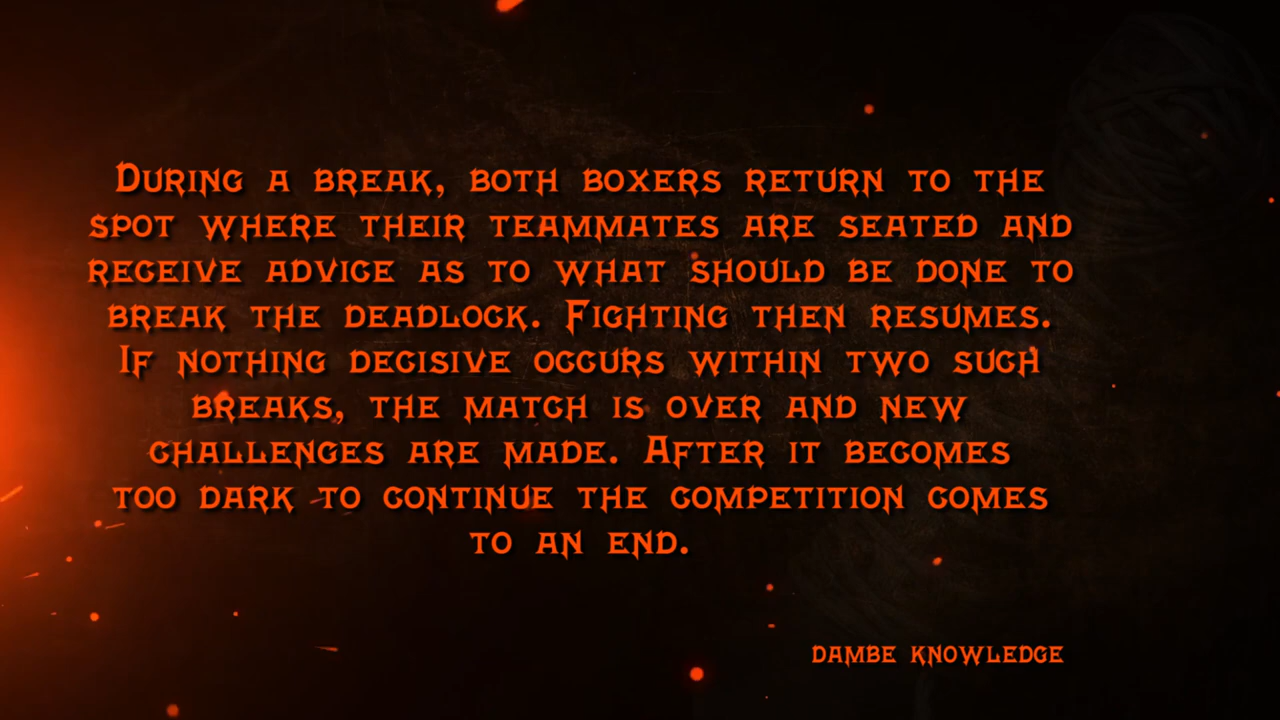 During a break, both boxers return to the
spot where their teammates are seated and
receive advice as to what should be done to
break the deadlock. Fighting then resumes.
If nothing decisive occurs within two such
breaks, the match is over and new
challenges are made. After it becomes
too dark to continue the competition comes
to an end.
Dambe Knowledge